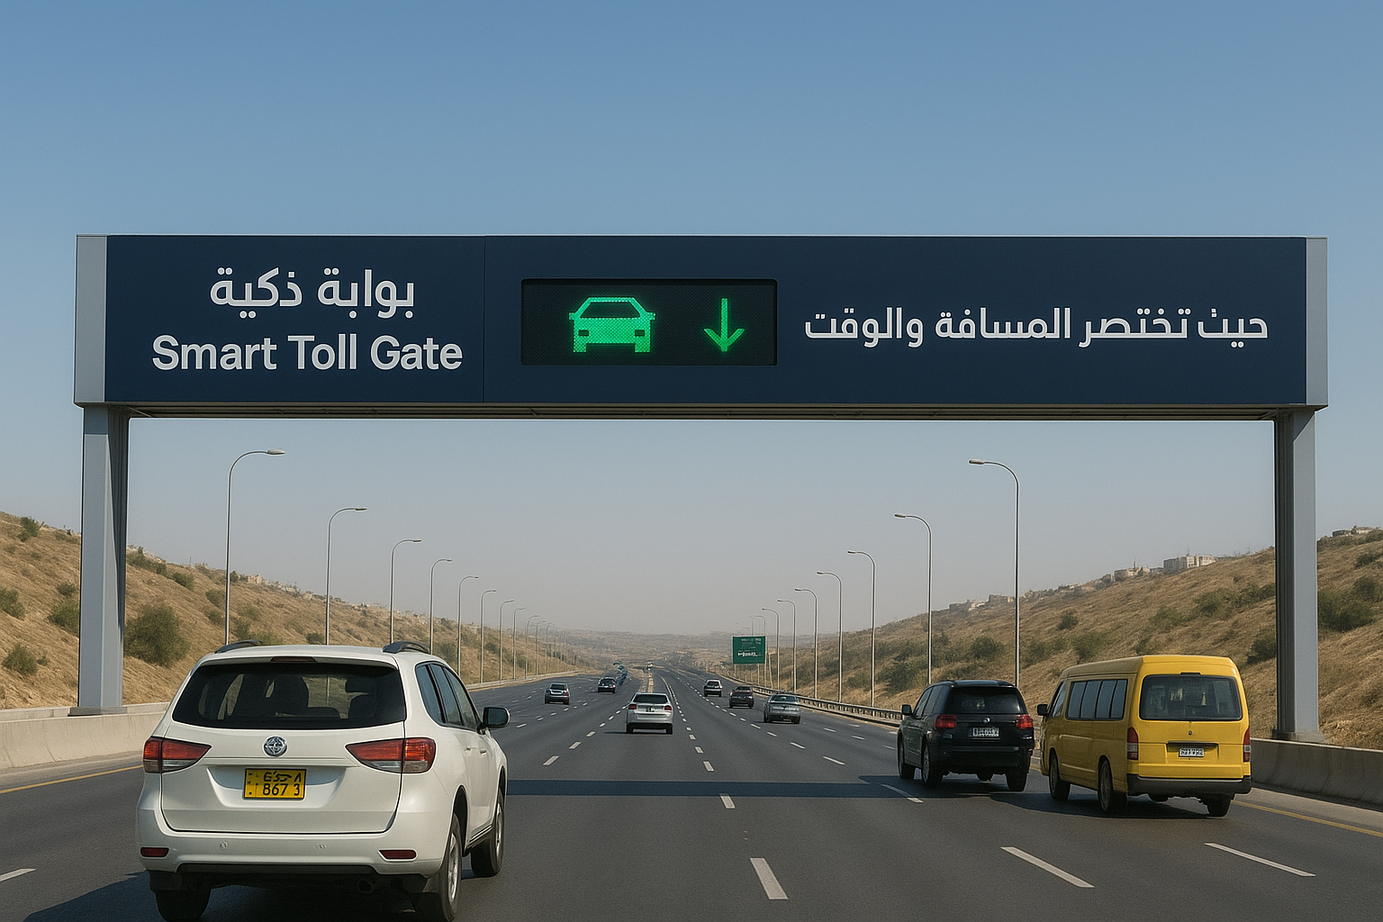 بوابة ذكية
Smart Toll Gate
حيث تختصر المسافة والوقت